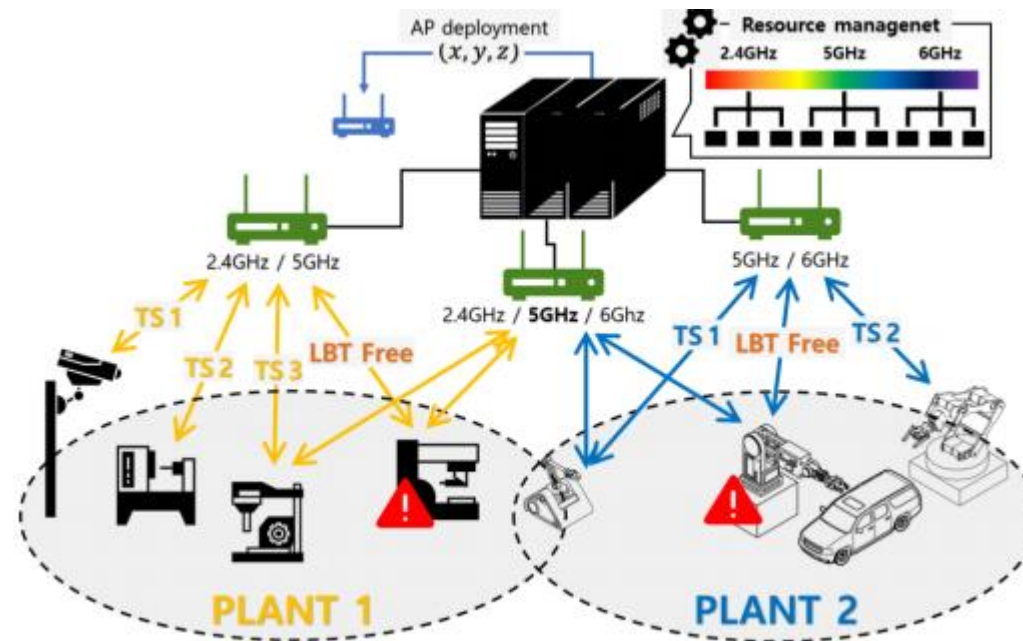 AP deployment
(x, y, z)
Resource managenet
2.4GHz 5GHz 6GHz
2.4GHz / 5GHz
5GHz / 6GHz
2.4GHz / 5GHz / 6Ghz
TS 1
TS 2
TS 3
LBT Free
TS 1
LBT Free
TS 2
PLANT 1
PLANT 2